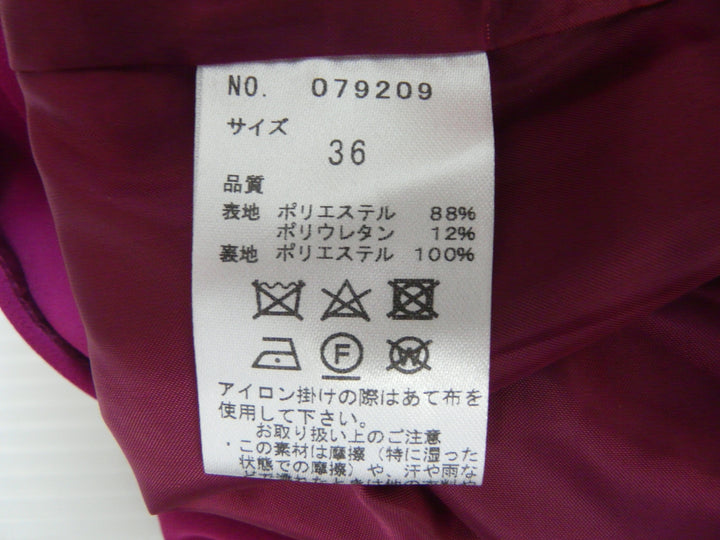 NO. 079209
サイズ
36
品質
表地 ポリエステル 88%
ポリウレタン 12%
裏地 ポリエステル 100%
F
W
アイロン掛けの際はあて布を
使用して下さい。
お取り扱い上のご注意
・この素材は摩擦（特に湿った
状態での摩擦）や、汗や雨な